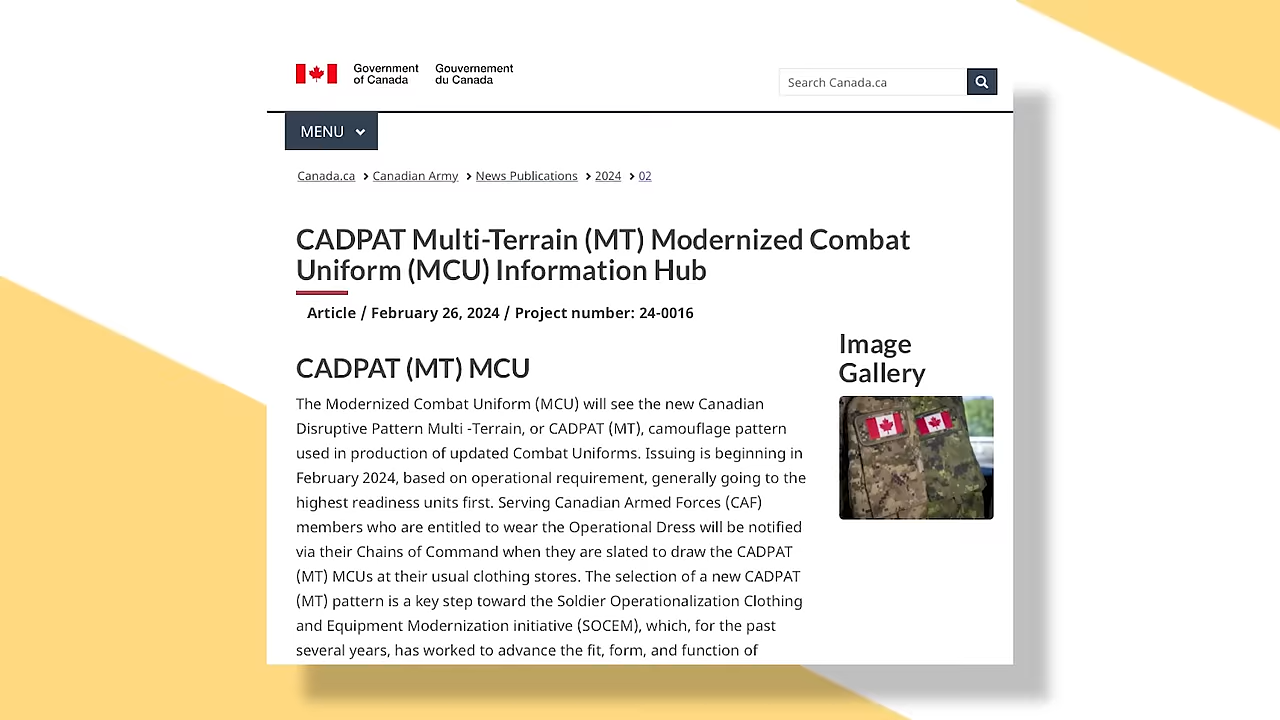 Government of Canada
Gouvernement du Canada
Search Canada.ca
MENU
Canada.ca > Canadian Army > News Publications > 2024 > 02
CADPAT Multi-Terrain (MT) Modernized Combat
Uniform (MCU) Information Hub
Article / February 26, 2024 / Project number: 24-0016
CADPAT (MT) MCU
The Modernized Combat Uniform (MCU) will see the new Canadian
Disruptive Pattern Multi -Terrain, or CADPAT (MT), camouflage pattern
used in production of updated Combat Uniforms. Issuing is beginning in
February 2024, based on operational requirement, generally going to the
highest readiness units first. Serving Canadian Armed Forces (CAF)
members who are entitled to wear the Operational Dress will be notified
via their Chains of Command when they are slated to draw the CADPAT
(MT) MCUs at their usual clothing stores. The selection of a new CADPAT
(MT) pattern is a key step toward the Soldier Operationalization Clothing
and Equipment Modernization initiative (SOCEM), which, for the past
several years, has worked to advance the fit, form, and function of
Image
Gallery